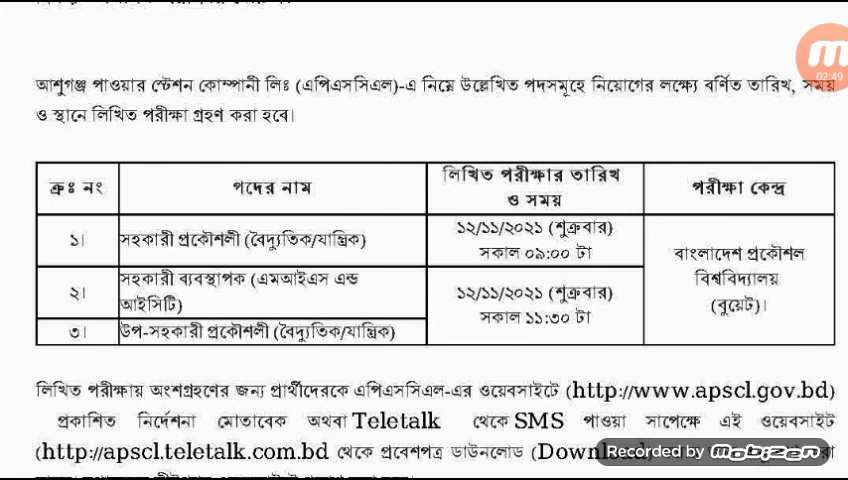 02:49
আশুগঞ্জ পাওয়ার স্টেশন কোম্পানী লিঃ (এপিএসসিএল)-এ নিম্নে উল্লেখিত পদসমূহে নিয়োগের লক্ষ্যে বর্ণিত তারিখ, সময়
ও স্থানে লিখিত পরীক্ষা গ্রহণ করা হবে।
ক্রঃ নং পদের নাম লিখিত পরীক্ষার তারিখ ও সময় পরীক্ষা কেন্দ্র
১। সহকারী প্রকৌশলী (বৈদ্যুতিক/যান্ত্রিক) ১২/১১/২০২১ (শুক্রবার)
সকাল ০৯:০০ টা
বাংলাদেশ প্রকৌশল
বিশ্ববিদ্যালয়
(বুয়েট)।
২। সহকারী ব্যবস্থাপক (এমআইএস এন্ড
আইসিটি)
১২/১১/২০২১ (শুক্রবার)
সকাল ১১:৩০ টা
৩। উপ-সহকারী প্রকৌশলী (বৈদ্যুতিক/যান্ত্রিক)
লিখিত পরীক্ষায় অংশগ্রহণের জন্য প্রার্থীদেরকে এপিএসসিএল-এর ওয়েবসাইটে (http://www.apscl.gov.bd)
প্রকাশিত নির্দেশনা মোতাবেক অথবা Teletalk থেকে SMS পাওয়া সাপেক্ষে এই ওয়েবসাইট
(http://apscl.teletalk.com.bd থেকে প্রবেশপত্র ডাউনলোড (Download)
Recorded by mobizen